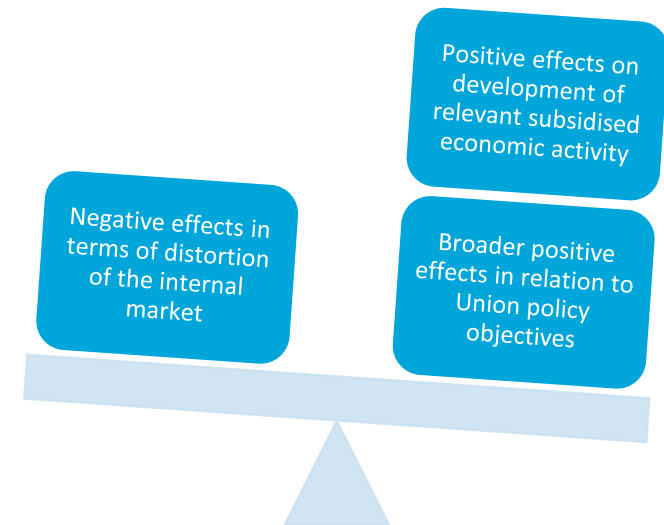 Positive effects on
development of
relevant subsidised
economic activity
Negative effects in
terms of distortion
of the internal
market
Broader positive
effects in relation to
Union policy
objectives